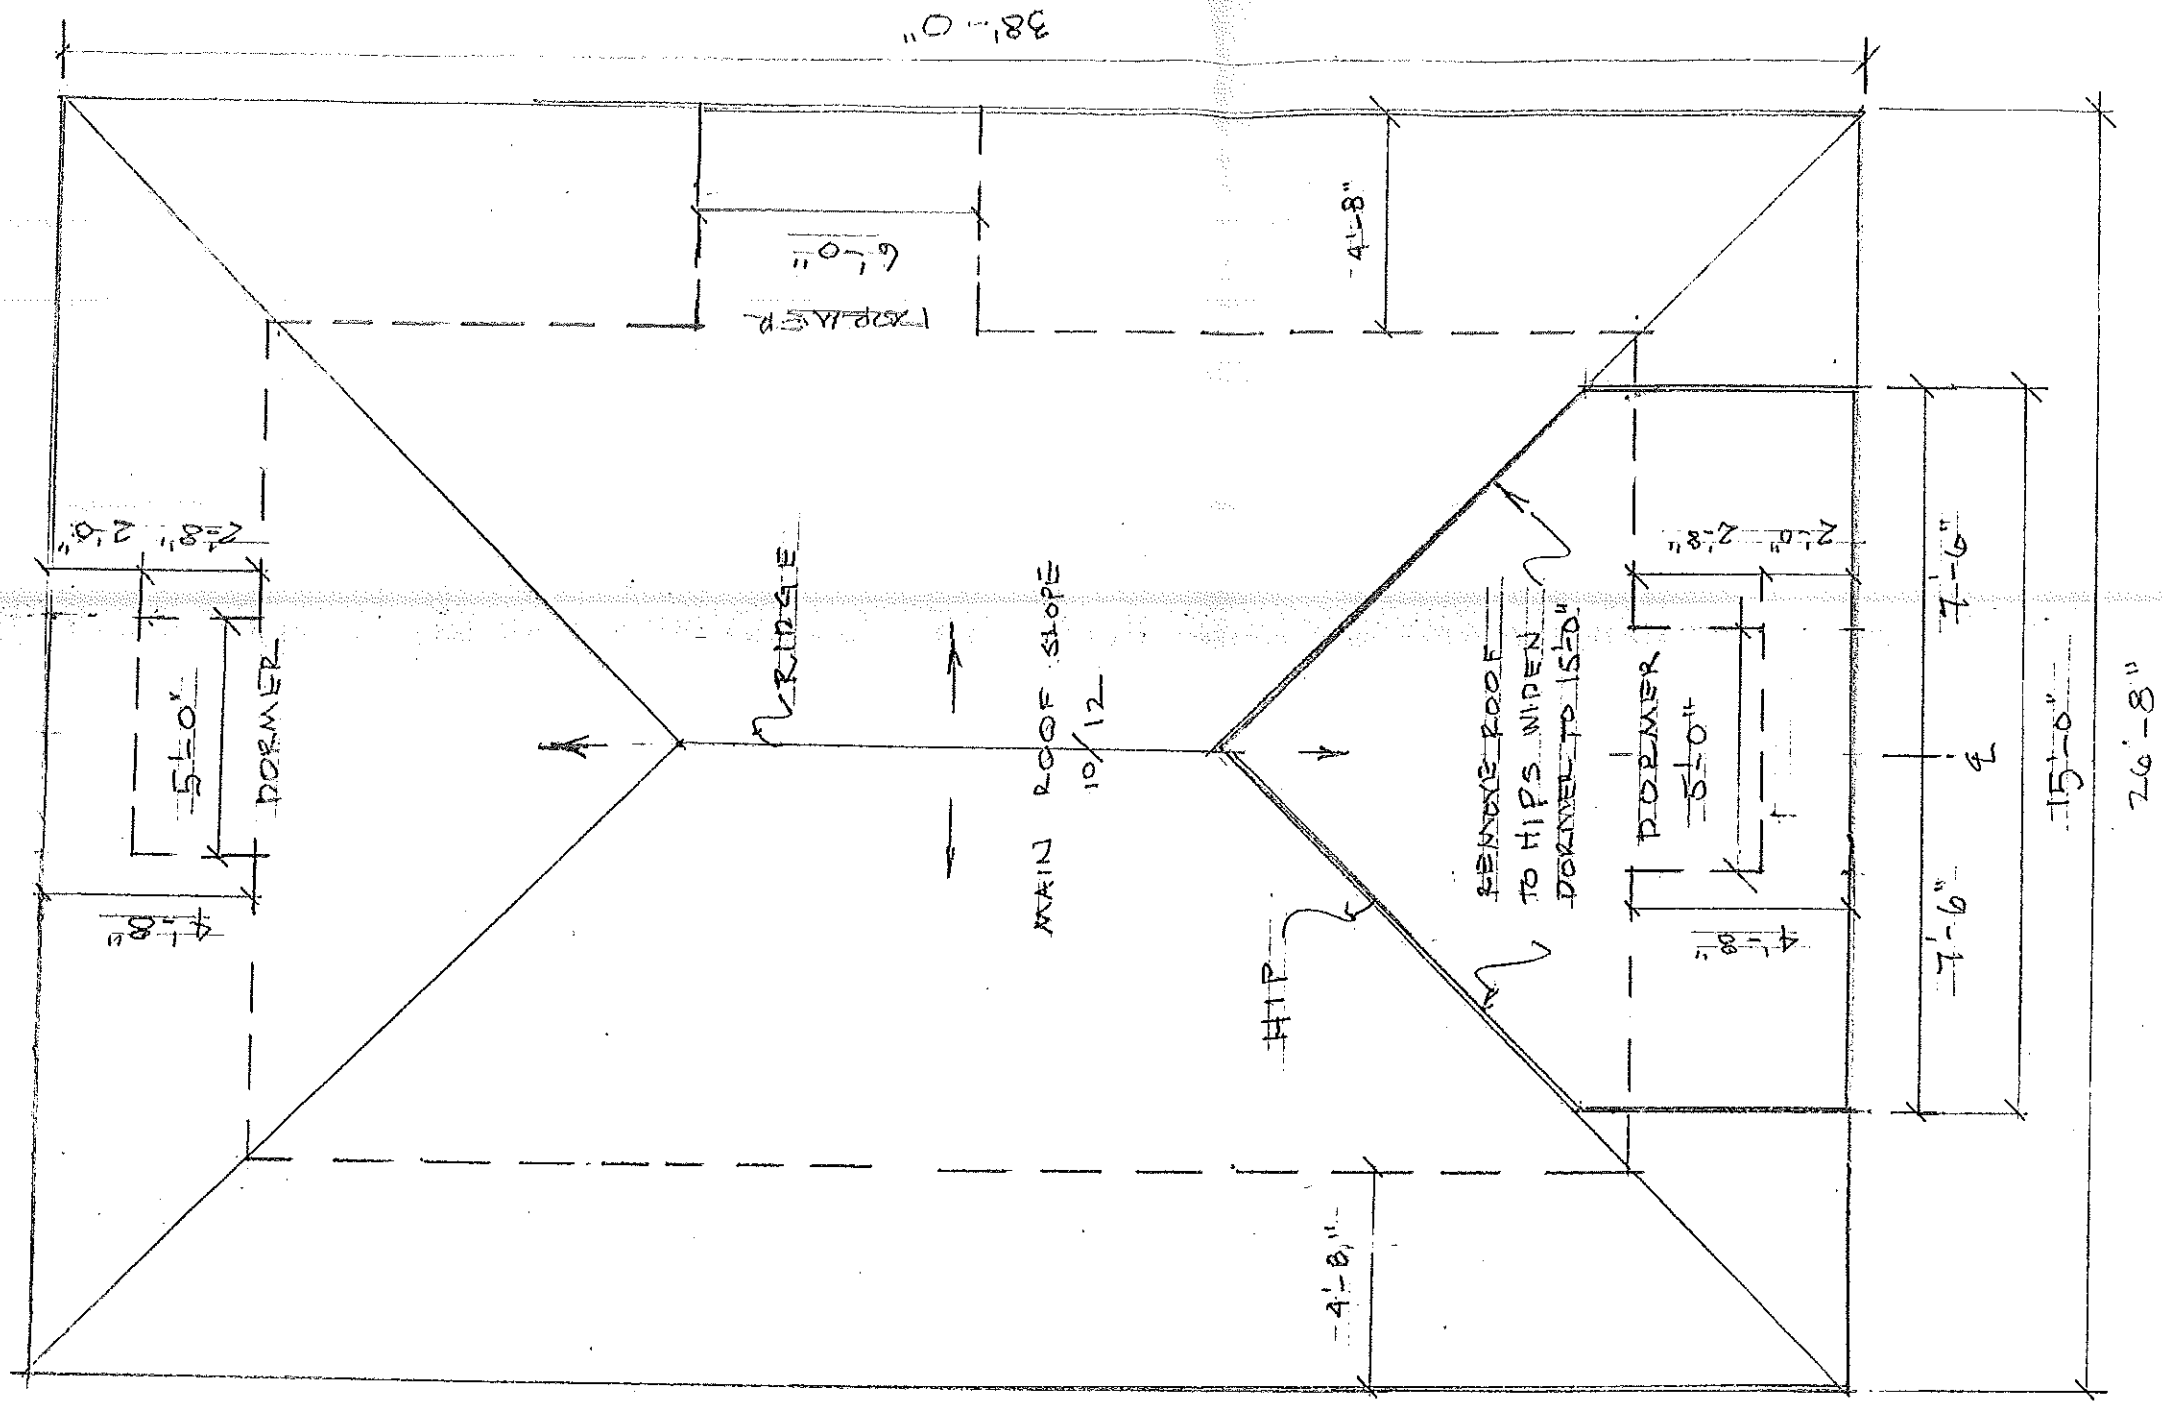 38'-0"
6'-0"
DORMER
4'-8"
2'-0"
2'-8"
5'-0"
DORMER
4'-8"
RIDGE
MAIN ROOF SLOPE
10/12
HIP
REMOVE ROOF
TO HIPS WIDEN
DORMER TO 15'-0"
2'-8"
2'-0"
DORMER
5'-0"
4'-8"
4'-8"
7'-6"
7'-6"
℄
15'-0"
26'-8"